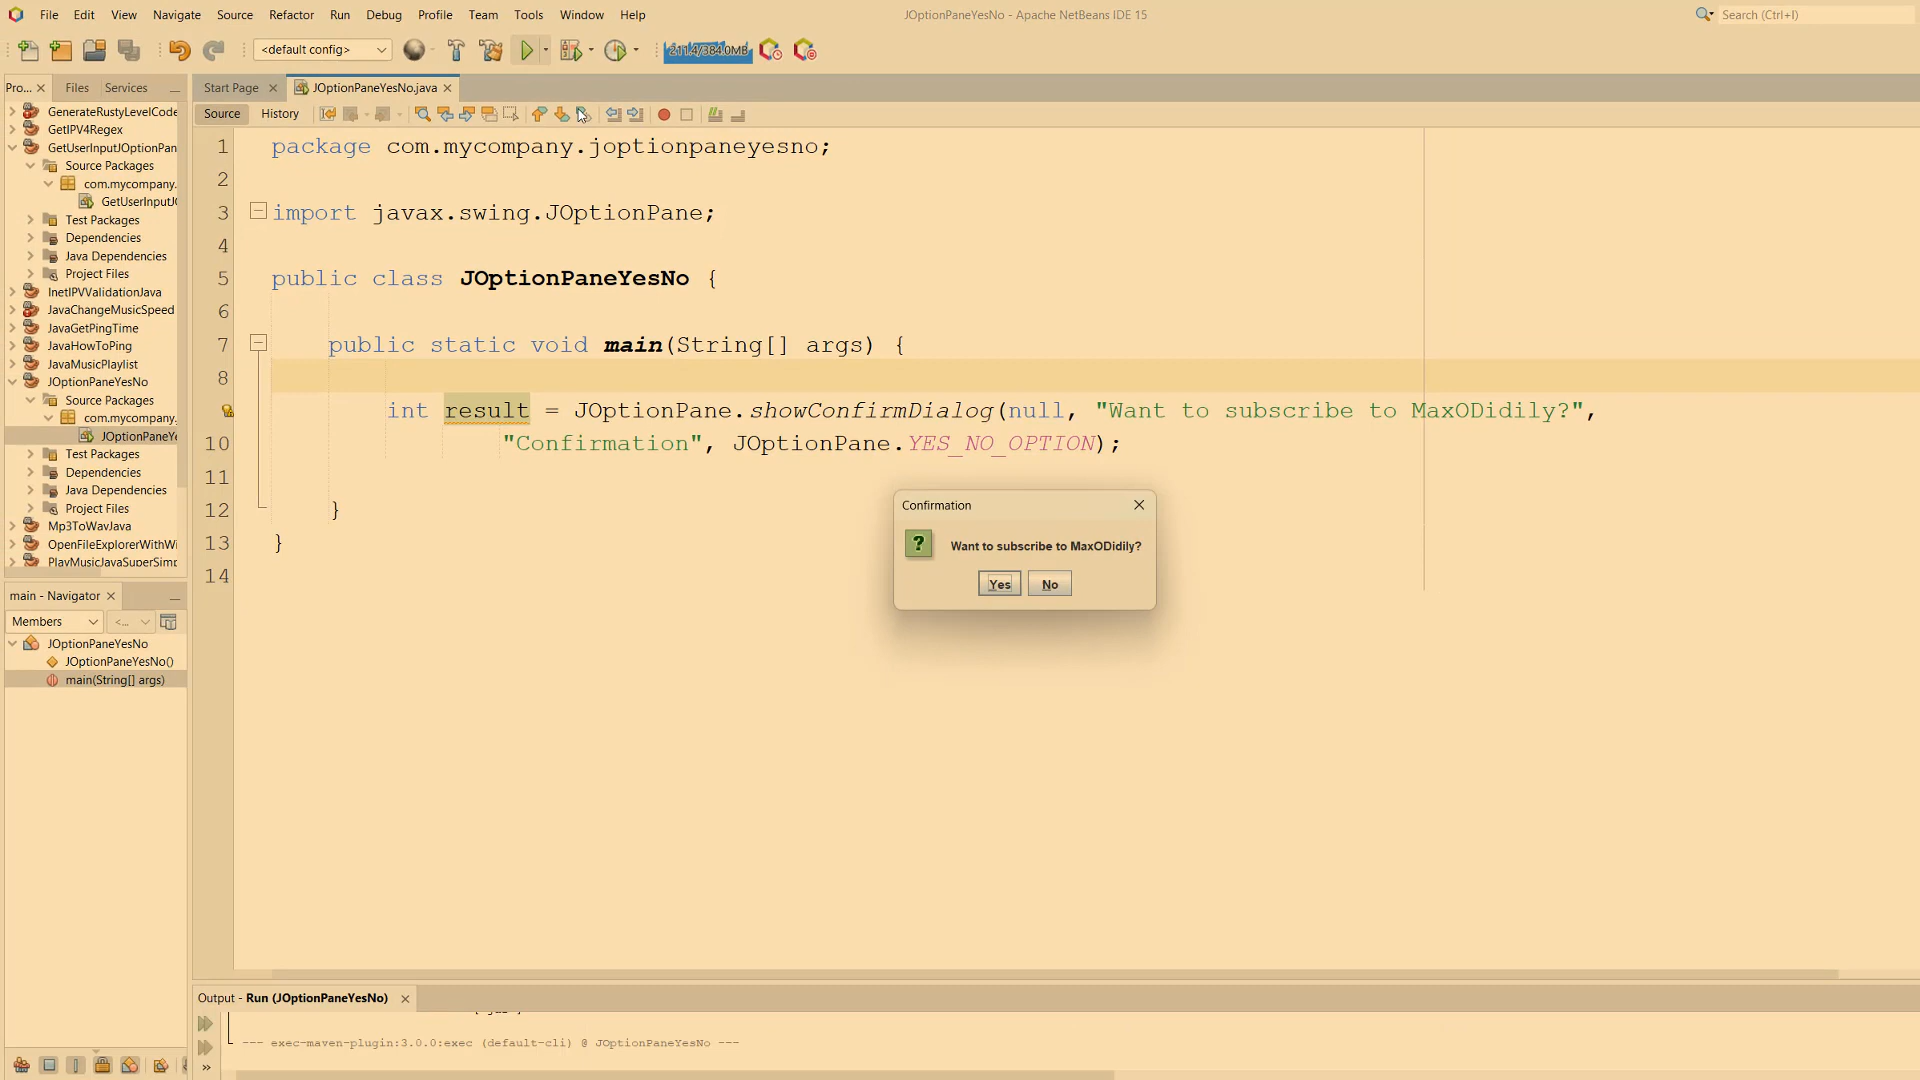 File Edit View Navigate Source Refactor Run Debug Profile Team Tools Window Help
JOptionPaneYesNo - Apache NetBeans IDE 15
Search (Ctrl+I)
<default config>
211.4/384.0MB
Pro... Files Services
Start Page
JOptionPaneYesNo.java
Source History
GenerateRustyLevelCode
GetIPV4Regex
GetUserInputJOptionPan
Source Packages
com.mycompany.
GetUserInputJ
Test Packages
Dependencies
Java Dependencies
Project Files
InetIPVValidationJava
JavaChangeMusicSpeed
JavaGetPingTime
JavaHowToPing
JavaMusicPlaylist
JOptionPaneYesNo
Source Packages
com.mycompany.
JOptionPaneYe
Test Packages
Dependencies
Java Dependencies
Project Files
Mp3ToWavJava
OpenFileExplorerWithWi
PlayMusicJavaSuperSimp
main - Navigator
Members
<...
JOptionPaneYesNo
JOptionPaneYesNo()
main(String[] args)
1 package com.mycompany.joptionpaneyesno;
2
3 import javax.swing.JOptionPane;
4
5 public class JOptionPaneYesNo {
6
7 public static void main(String[] args) {
8
int result = JOptionPane.showConfirmDialog(null, "Want to subscribe to MaxODidily?",
10 "Confirmation", JOptionPane.YES_NO_OPTION);
11
12 }
13 }
14
Confirmation
? Want to subscribe to MaxODidily?
Yes No
Output - Run (JOptionPaneYesNo)
--- exec-maven-plugin:3.0.0:exec (default-cli) @ JOptionPaneYesNo ---